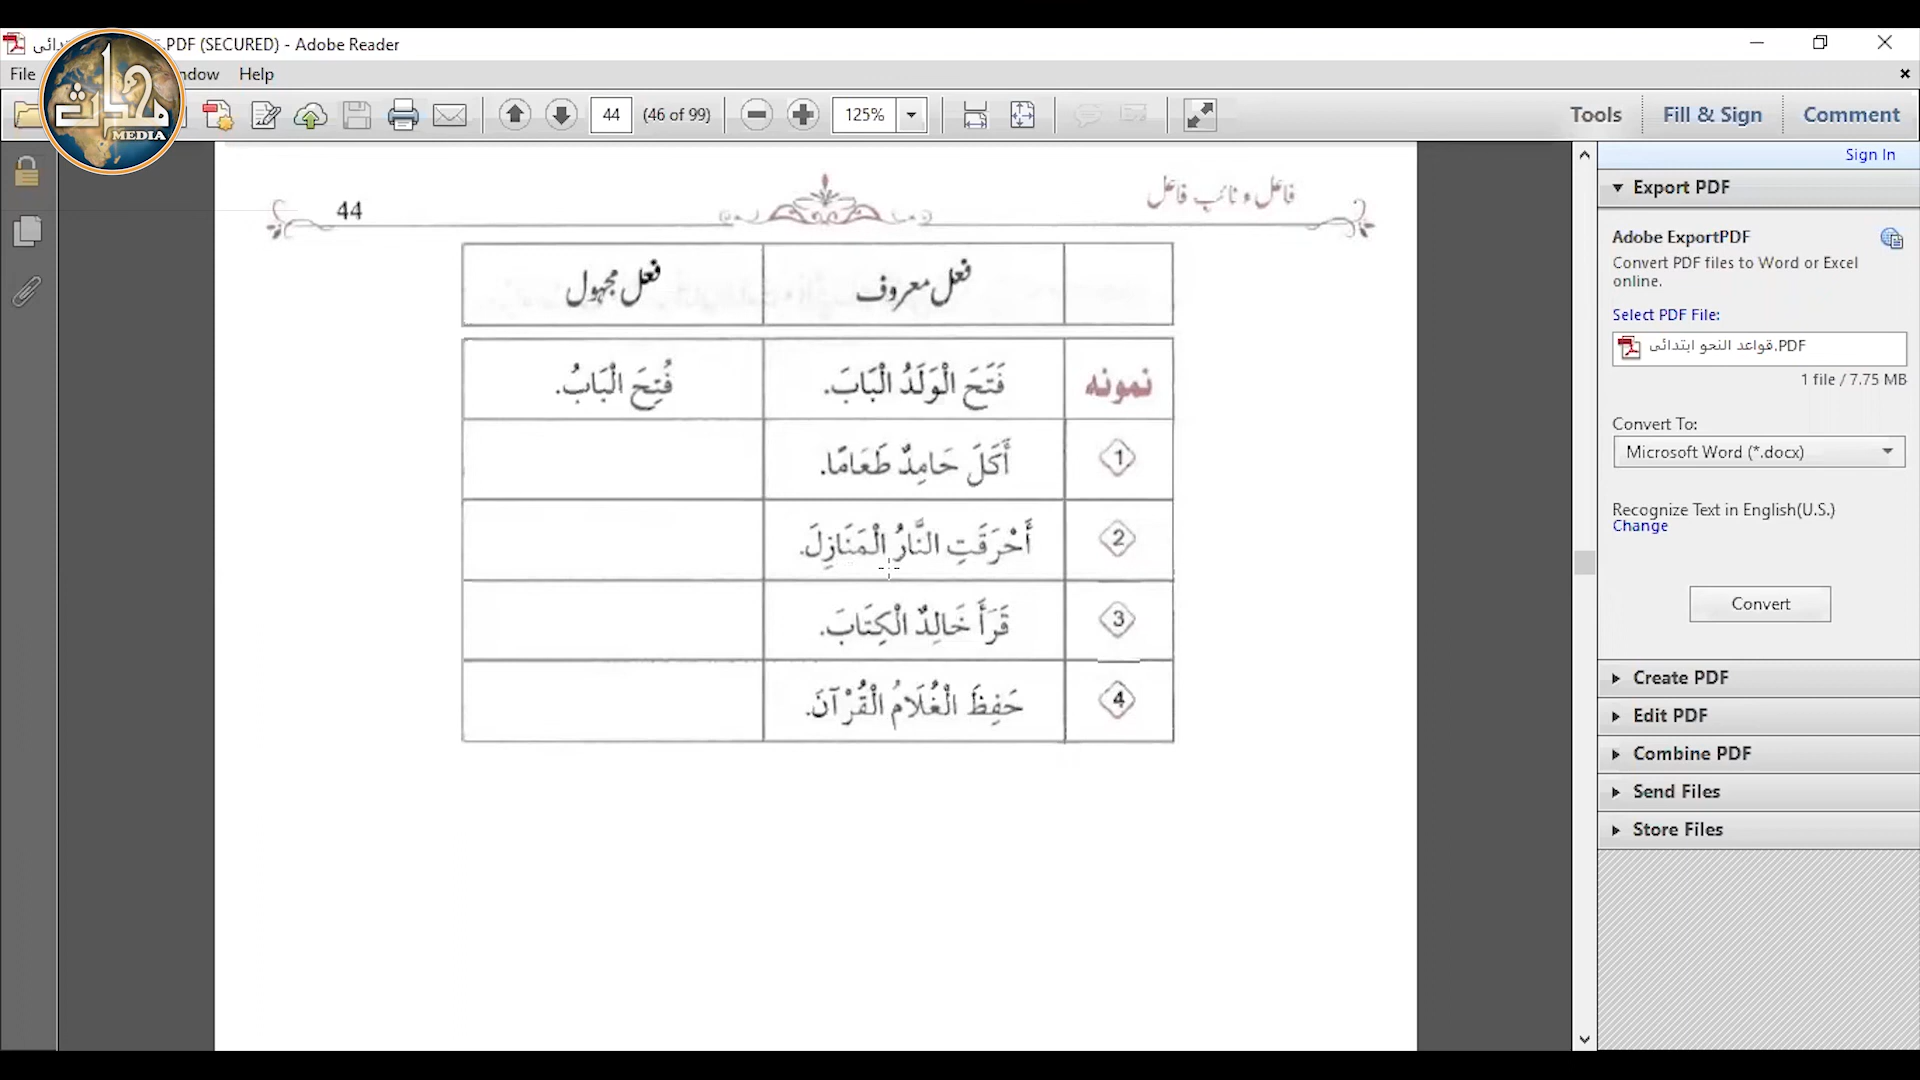 .PDF (SECURED) - Adobe Reader
File
Help
MEDIA
44
(46 of 99)
125%
Tools
Fill & Sign
Comment
Sign In
44
فاعل و نائب فاعل
فعل معروف
فعل مجہول
نمونه
فَتَحَ الْوَلَدُ الْبَابَ.
فُتِحَ الْبَابُ.
1
أَكَلَ حَامِدٌ طَعَامًا.
2
أَحْرَقَتِ النَّارُ الْمَنَازِلَ.
3
قَرَأَ خَالِدٌ الْكِتَابَ.
4
حَفِظَ الْغُلَامُ الْقُرْآنَ.
Export PDF
Adobe ExportPDF
Convert PDF files to Word or Excel
online.
Select PDF File:
قواعد النحو ابتدائی.PDF
1 file / 7.75 MB
Convert To:
Microsoft Word (*.docx)
Recognize Text in English(U.S.)
Change
Convert
Create PDF
Edit PDF
Combine PDF
Send Files
Store Files